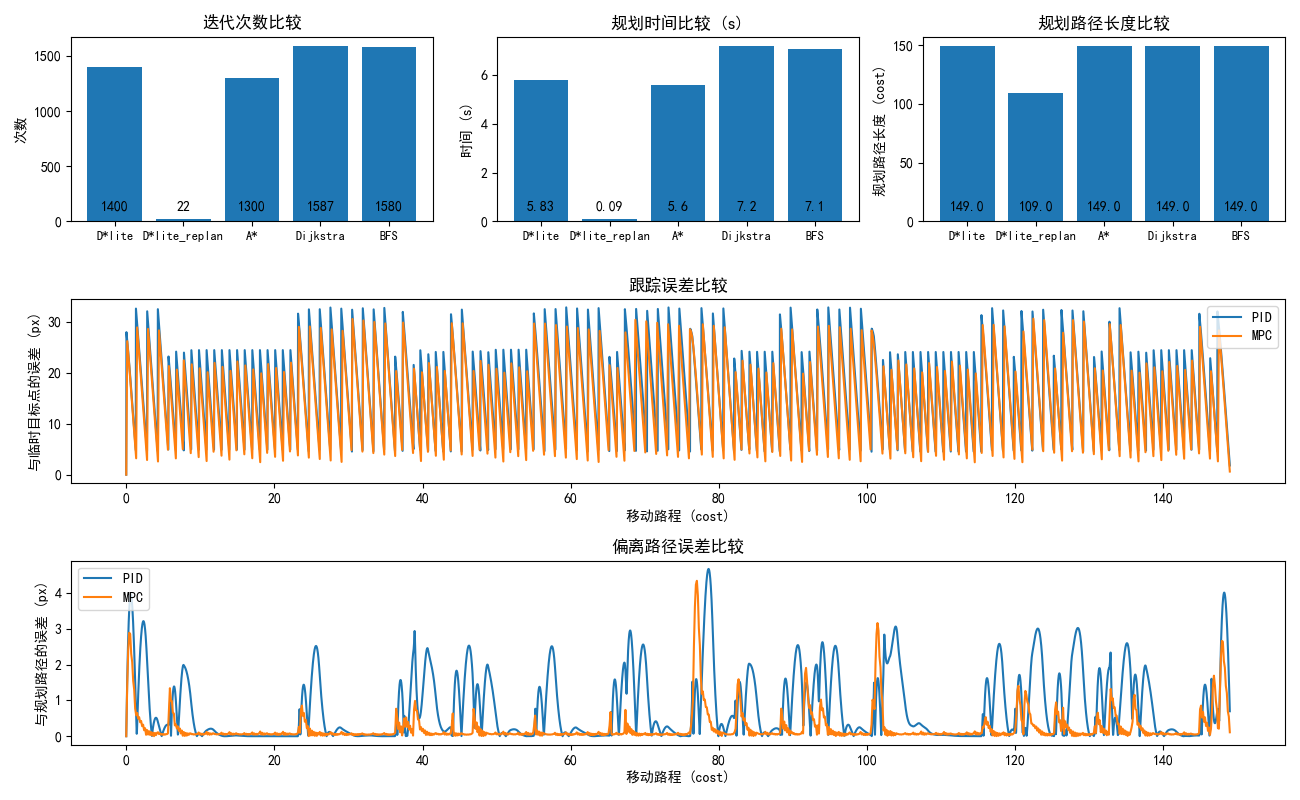 迭代次数比较
次数
1500
1000
500
0
1400
22
1300
1587
1580
D*lite
D*lite_replan
A*
Dijkstra
BFS
规划时间比较 (s)
时间 (s)
6
4
2
0
5.83
0.09
5.6
7.2
7.1
D*lite
D*lite_replan
A*
Dijkstra
BFS
规划路径长度比较
规划路径长度 (cost)
150
100
50
0
149.0
109.0
149.0
149.0
149.0
D*lite
D*lite_replan
A*
Dijkstra
BFS
跟踪误差比较
与临时目标点的误差 (px)
30
20
10
0
PID
MPC
0
20
40
60
80
100
120
140
移动路程 (cost)
偏离路径误差比较
与规划路径的误差 (px)
4
3
2
1
0
PID
MPC
0
20
40
60
80
100
120
140
移动路程 (cost)